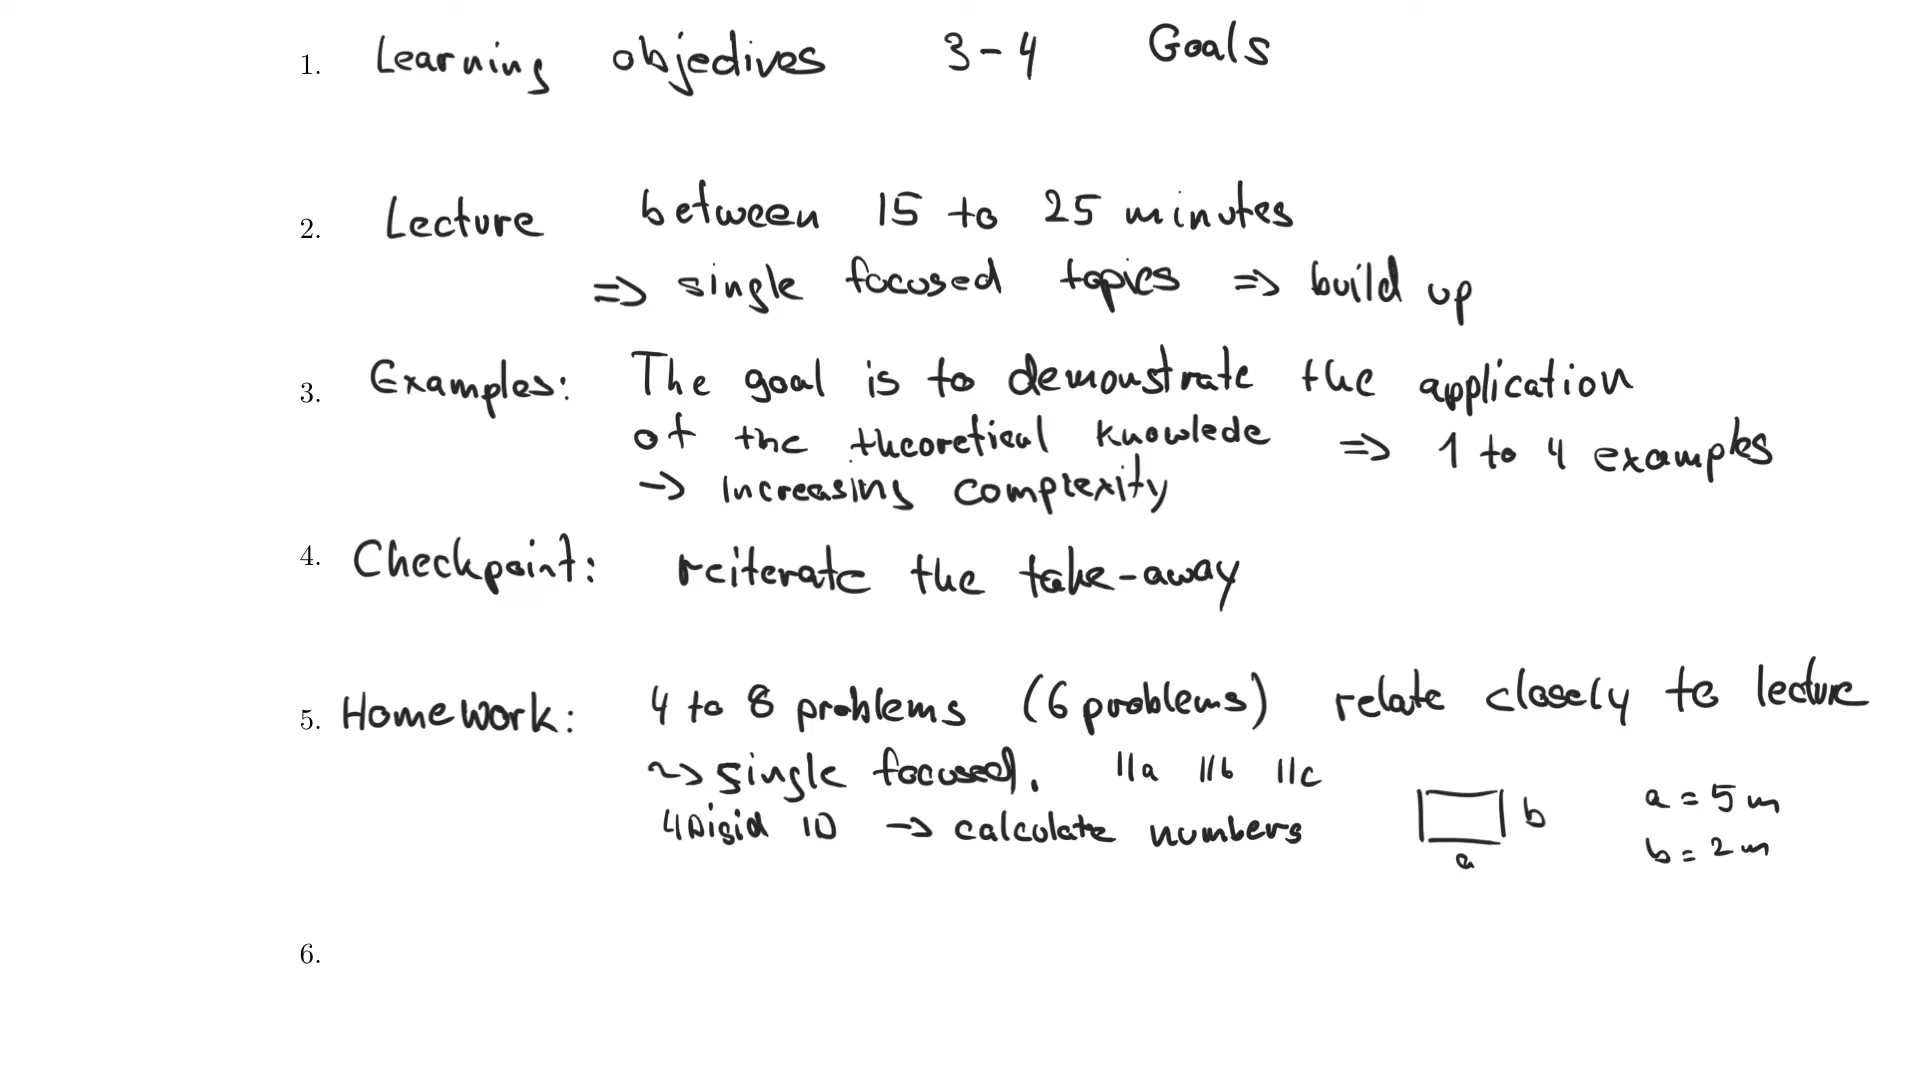 1. Learning objectives 3-4 Goals
2. Lecture between 15 to 25 minutes
=> single focused topics => build up
3. Examples: The goal is to demonstrate the application
of the theoretical knowlede => 1 to 4 examples
-> increasing complexity
4. Checkpoint: reiterate the take-away
5. Homework: 4 to 8 problems (6 problems) relate closely to lecture
~> single focused. 11a 11b 11c
4Digid ID -> calculate numbers
b a = 5 m
a b = 2 m
6.